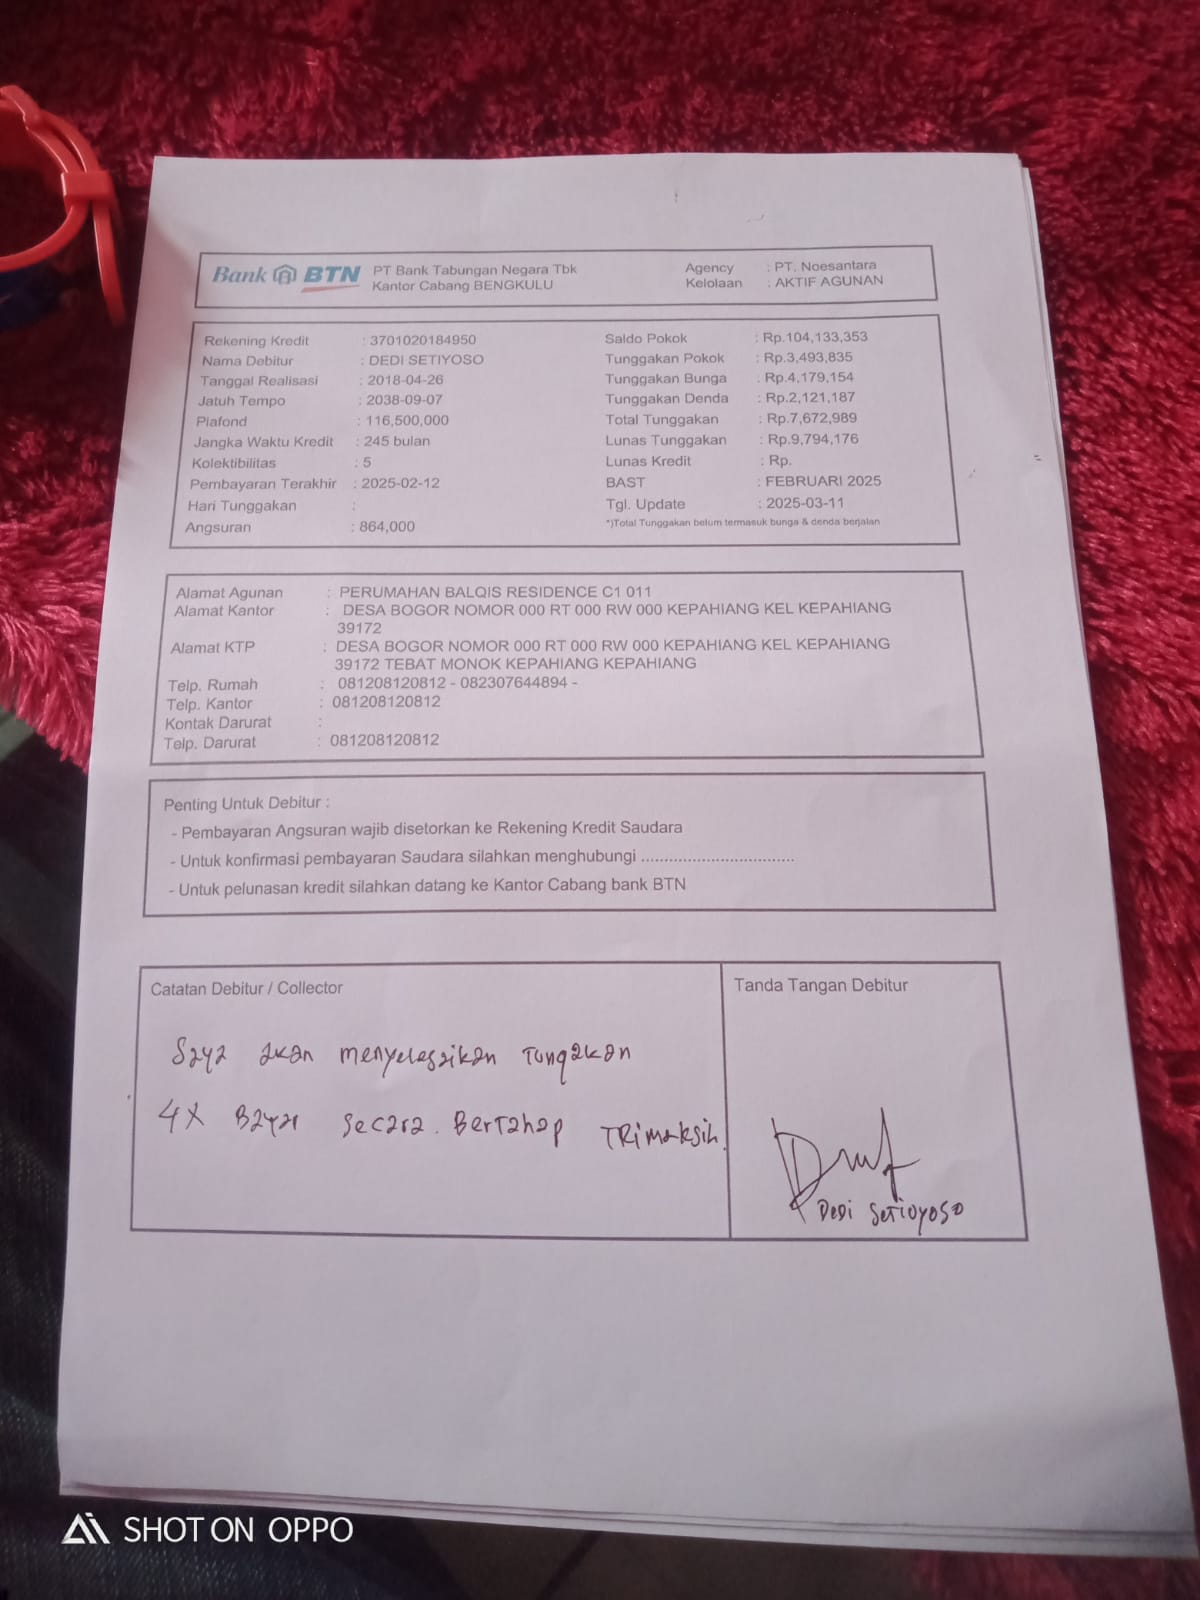 Bank BTN PT Bank Tabungan Negara Tbk
Kantor Cabang BENGKULU
Agency : PT. Noesantara
Kelolaan : AKTIF AGUNAN
Rekening Kredit : 3701020184950
Nama Debitur : DEDI SETIYOSO
Tanggal Realisasi : 2018-04-26
Jatuh Tempo : 2038-09-07
Plafond : 116,500,000
Jangka Waktu Kredit : 245 bulan
Kolektibilitas : 5
Pembayaran Terakhir : 2025-02-12
Hari Tunggakan :
Angsuran : 864,000
Saldo Pokok : Rp.104,133,353
Tunggakan Pokok : Rp.3,493,835
Tunggakan Bunga : Rp.4,179,154
Tunggakan Denda : Rp.2,121,187
Total Tunggakan : Rp.7,672,989
Lunas Tunggakan : Rp.9,794,176
Lunas Kredit : Rp.
BAST : FEBRUARI 2025
Tgl. Update : 2025-03-11
*)Total Tunggakan belum termasuk bunga & denda berjalan
Alamat Agunan : PERUMAHAN BALQIS RESIDENCE C1 011
Alamat Kantor : DESA BOGOR NOMOR 000 RT 000 RW 000 KEPAHIANG KEL KEPAHIANG
39172
Alamat KTP : DESA BOGOR NOMOR 000 RT 000 RW 000 KEPAHIANG KEL KEPAHIANG
39172 TEBAT MONOK KEPAHIANG KEPAHIANG
Telp. Rumah : 081208120812 - 082307644894 -
Telp. Kantor : 081208120812
Kontak Darurat :
Telp. Darurat : 081208120812
Penting Untuk Debitur :
- Pembayaran Angsuran wajib disetorkan ke Rekening Kredit Saudara
- Untuk konfirmasi pembayaran Saudara silahkan menghubungi .................................
- Untuk pelunasan kredit silahkan datang ke Kantor Cabang bank BTN
Catatan Debitur / Collector
Saya akan menyelesaikan Tungakan
4X Bayar secara. Bertahap TRimaksih.
Tanda Tangan Debitur
Dedi Setioyoso
SHOT ON OPPO